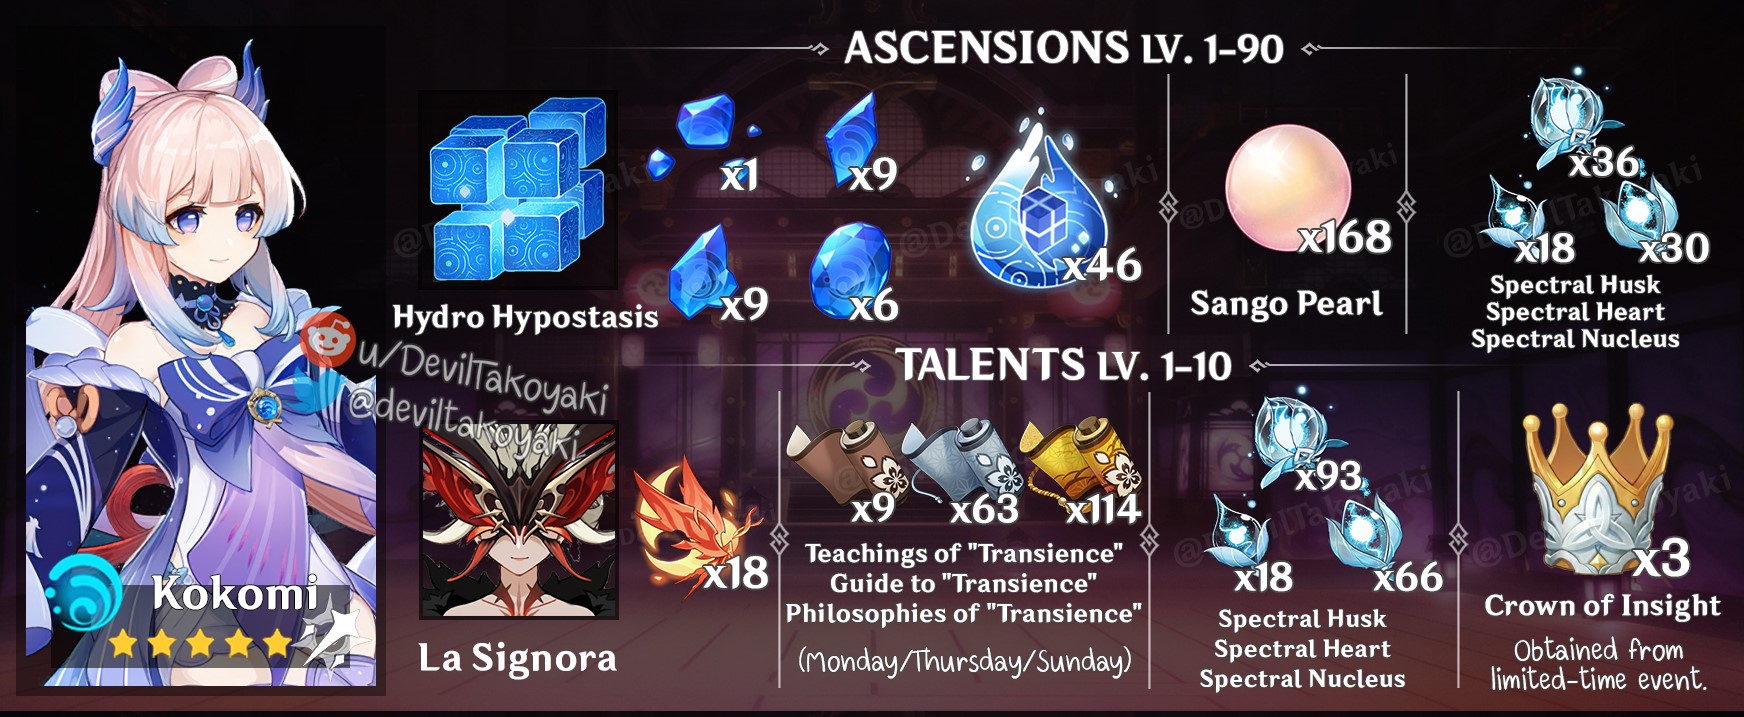 ASCENSIONS LV. 1-90
x1
x9
x9
x6
x46
Hydro Hypostasis
x168
Sango Pearl
x36
x18
x30
Spectral Husk
Spectral Heart
Spectral Nucleus
u/DevilTakoyaki
@deviltakoyaki
TALENTS LV. 1-10
Kokomi
x18
La Signora
x9
x63
x114
Teachings of "Transience"
Guide to "Transience"
Philosophies of "Transience"
(Monday/Thursday/Sunday)
x93
x18
x66
Spectral Husk
Spectral Heart
Spectral Nucleus
x3
Crown of Insight
Obtained from
limited-time event.